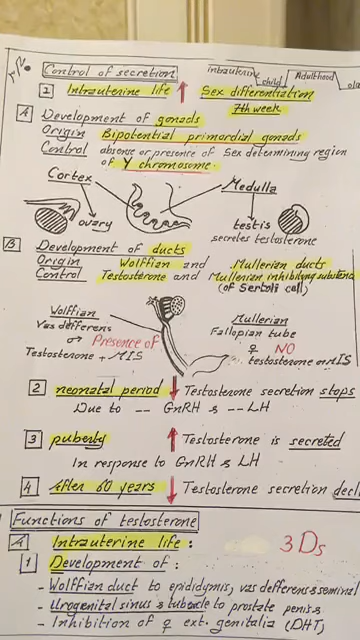 Control of secretion
intrauterine
child
Adulthood
old
1 Intrauterine life ↑ Sex differentiation
7th week
A Development of gonads
Origin Bipotential primordial gonads
Control absense or presence of Sex determining region
of Y chromosome
Cortex Medulla
ovary testis
secretes testosterone
B Development of ducts
Origin Wolffian and Mullerian ducts
Control Testosterone and Mullerian inhibitying substance
(of Sertoli cell)
Wolffian Mullerian
Vas defferens Fallopian tube
♂ Presence of ♀ NO
Testosterone + MIS testosterone or MIS
2 neonatal period ↓ Testosterone secretion stops
Due to -- GnRH & -- LH
3 puberty ↑ Testosterone is secreted
In response to GnRH & LH
4 After 60 years ↓ Testosterone secretion decl
Functions of testosterone
A Intrauterine life : 3 Ds
1 Development of :
- Wolffian duct to epididymis, vas defferens & seminal
- Urogenital sinus & tubercle to prostate penis &
- Inhibition of ♀ ext. genitalia (DHT)